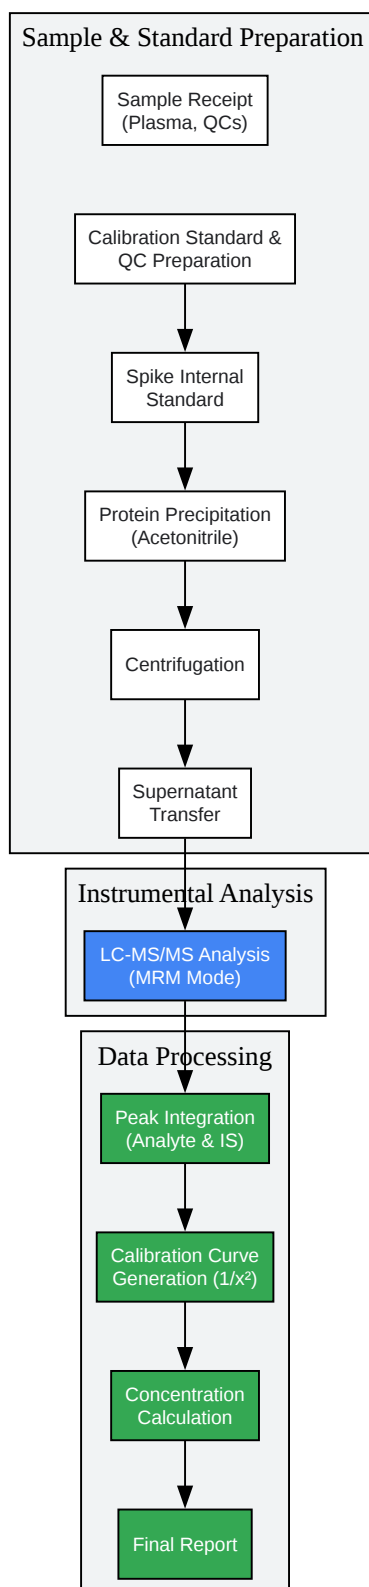 Sample & Standard Preparation
Sample Receipt
(Plasma, QCs)
Calibration Standard &
QC Preparation
Spike Internal
Standard
Protein Precipitation
(Acetonitrile)
Centrifugation
Supernatant
Transfer
Instrumental Analysis
LC-MS/MS Analysis
(MRM Mode)
Data Processing
Peak Integration
(Analyte & IS)
Calibration Curve
Generation (1/x²)
Concentration
Calculation
Final Report